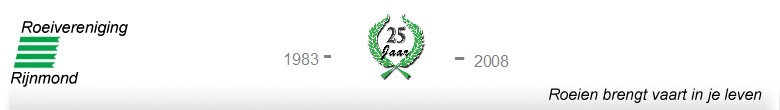 Roeivereniging
Rijnmond
1983 - 25 Jaar - 2008
Roeien brengt vaart in je leven